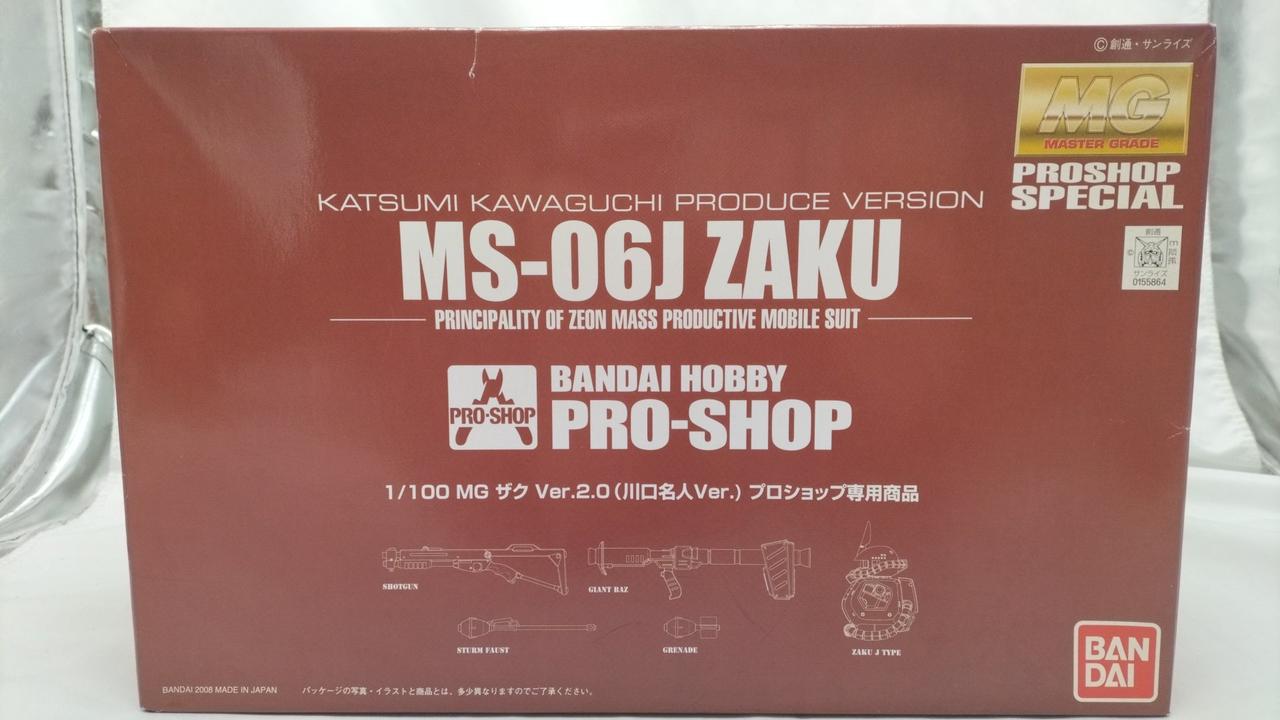 ©創通・サンライズ
MG
MASTER GRADE
PROSHOP
SPECIAL
KATSUMI KAWAGUCHI PRODUCE VERSION
MS-06J ZAKU
PRINCIPALITY OF ZEON MASS PRODUCTIVE MOBILE SUIT
創通
©
サンライズ
0155864
PRO-SHOP
BANDAI HOBBY
PRO-SHOP
1/100 MG ザク Ver.2.0(川口名人Ver.) プロショップ専用商品
SHOTGUN
GIANT BAZ
STURM FAUST
GRENADE
ZAKU J TYPE
BANDAI 2008 MADE IN JAPAN
パッケージの写真・イラストと商品とは、多少異なりますのでご了承ください。
BAN
DAI